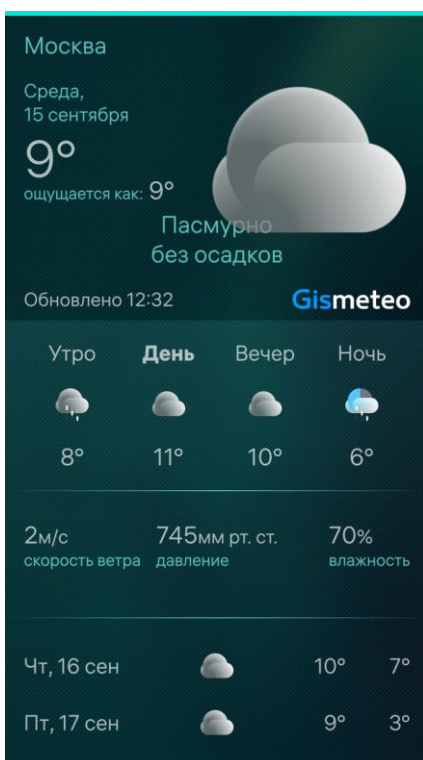 Москва
Среда,
15 сентября
9°
ощущается как: 9°
Пасмурно
без осадков
Обновлено 12:32 Gismeteo
Утро День Вечер Ночь
8° 11° 10° 6°
2м/с 745мм рт. ст. 70%
скорость ветра давление влажность
Чт, 16 сен 10° 7°
Пт, 17 сен 9° 3°